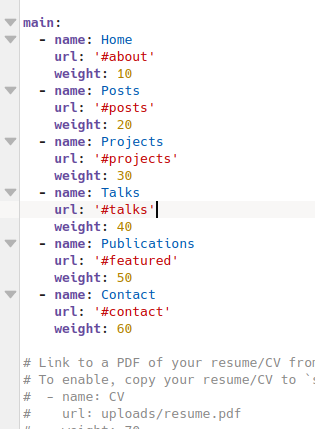 main:
  - name: Home
    url: '#about'
    weight: 10
  - name: Posts
    url: '#posts'
    weight: 20
  - name: Projects
    url: '#projects'
    weight: 30
  - name: Talks
    url: '#talks'
    weight: 40
  - name: Publications
    url: '#featured'
    weight: 50
  - name: Contact
    url: '#contact'
    weight: 60

# Link to a PDF of your resume/CV from
# To enable, copy your resume/CV to `
#  - name: CV
#    url: uploads/resume.pdf
#    weight: 70